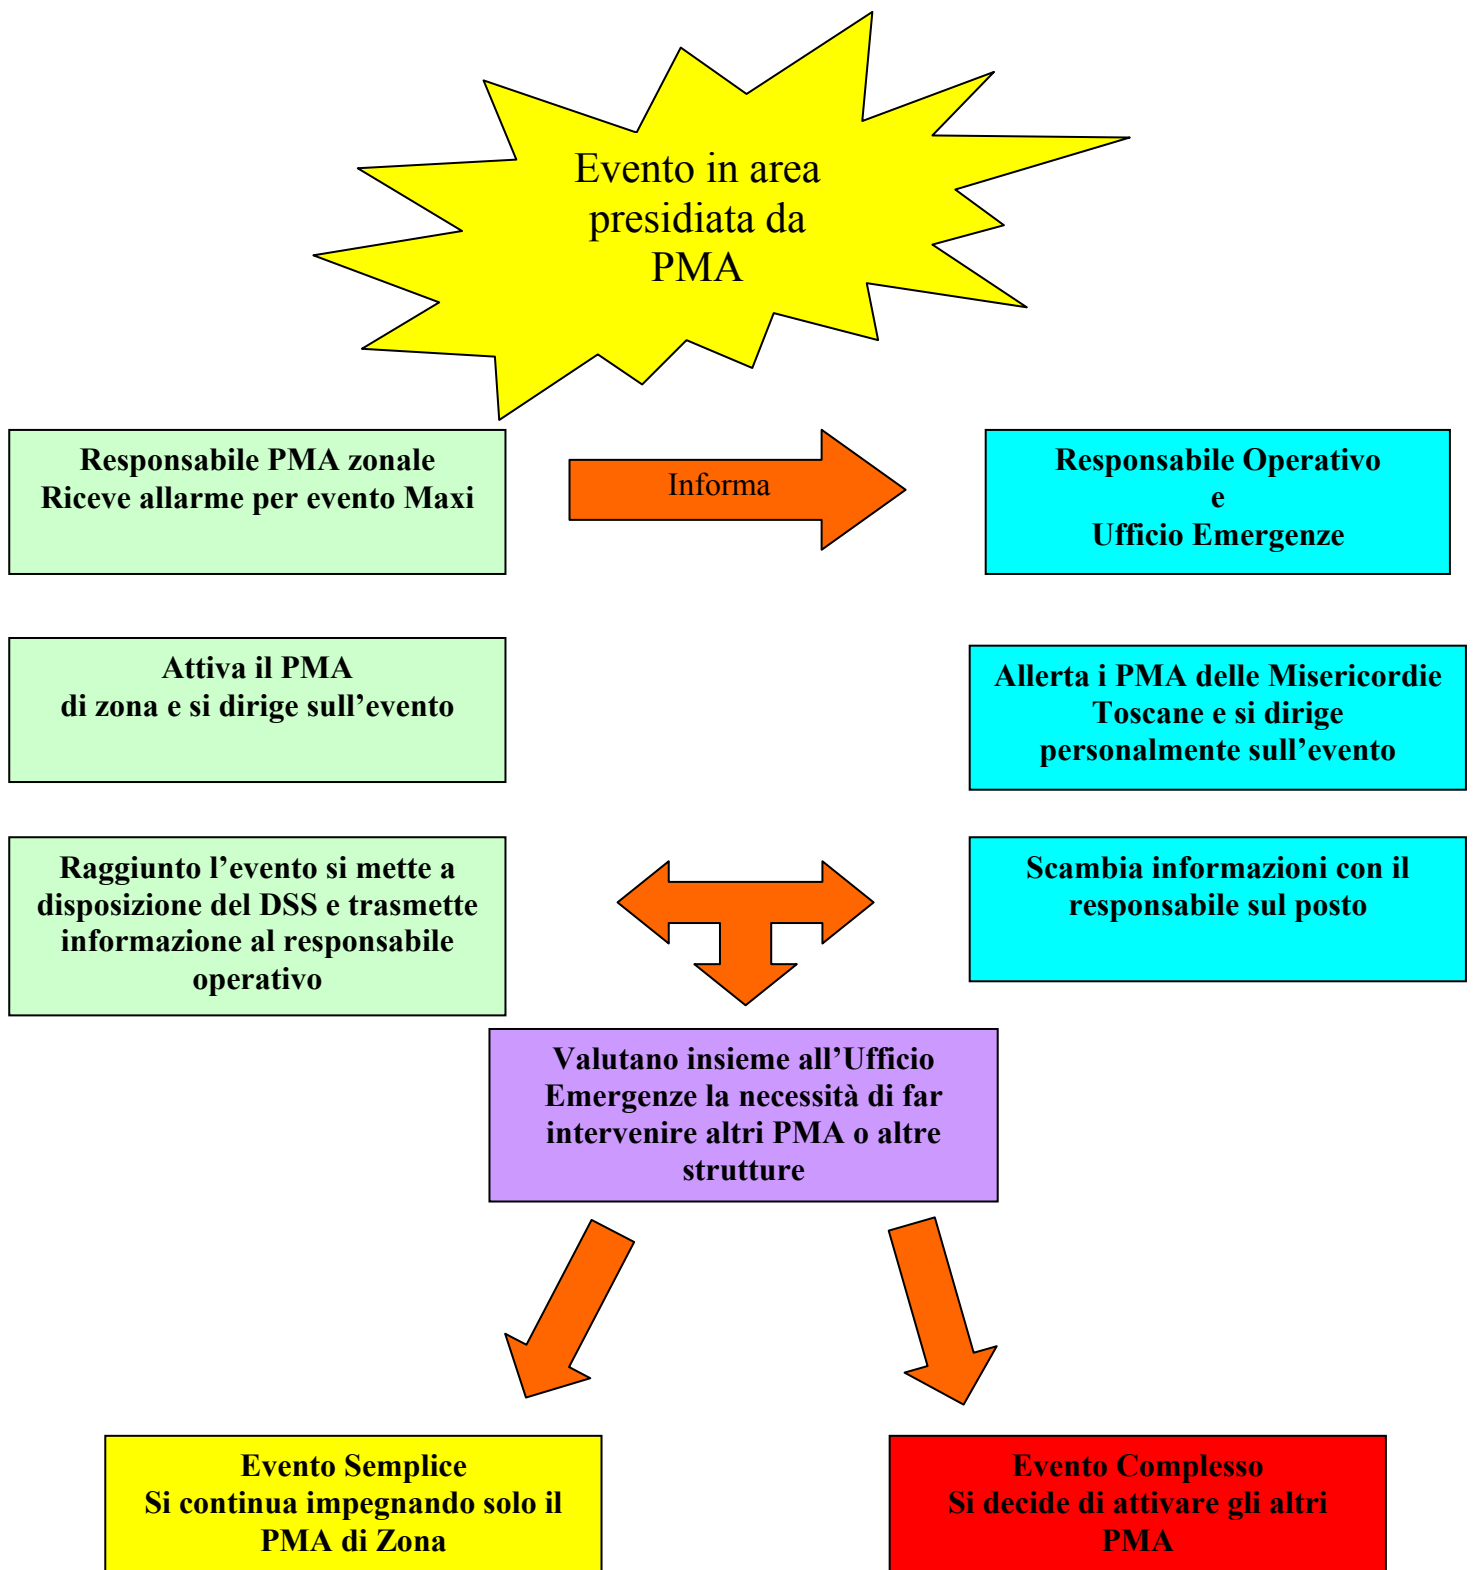 Evento in area
presidiata da
PMA
Responsabile PMA zonale
Riceve allarme per evento Maxi
Informa
Responsabile Operativo
e
Ufficio Emergenze
Attiva il PMA
di zona e si dirige sull’evento
Allerta i PMA delle Misericordie
Toscane e si dirige
personalmente sull’evento
Raggiunto l’evento si mette a
disposizione del DSS e trasmette
informazione al responsabile
operativo
Scambia informazioni con il
responsabile sul posto
Valutano insieme all’Ufficio
Emergenze la necessità di far
intervenire altri PMA o altre
strutture
Evento Semplice
Si continua impegnando solo il
PMA di Zona
Evento Complesso
Si decide di attivare gli altri
PMA